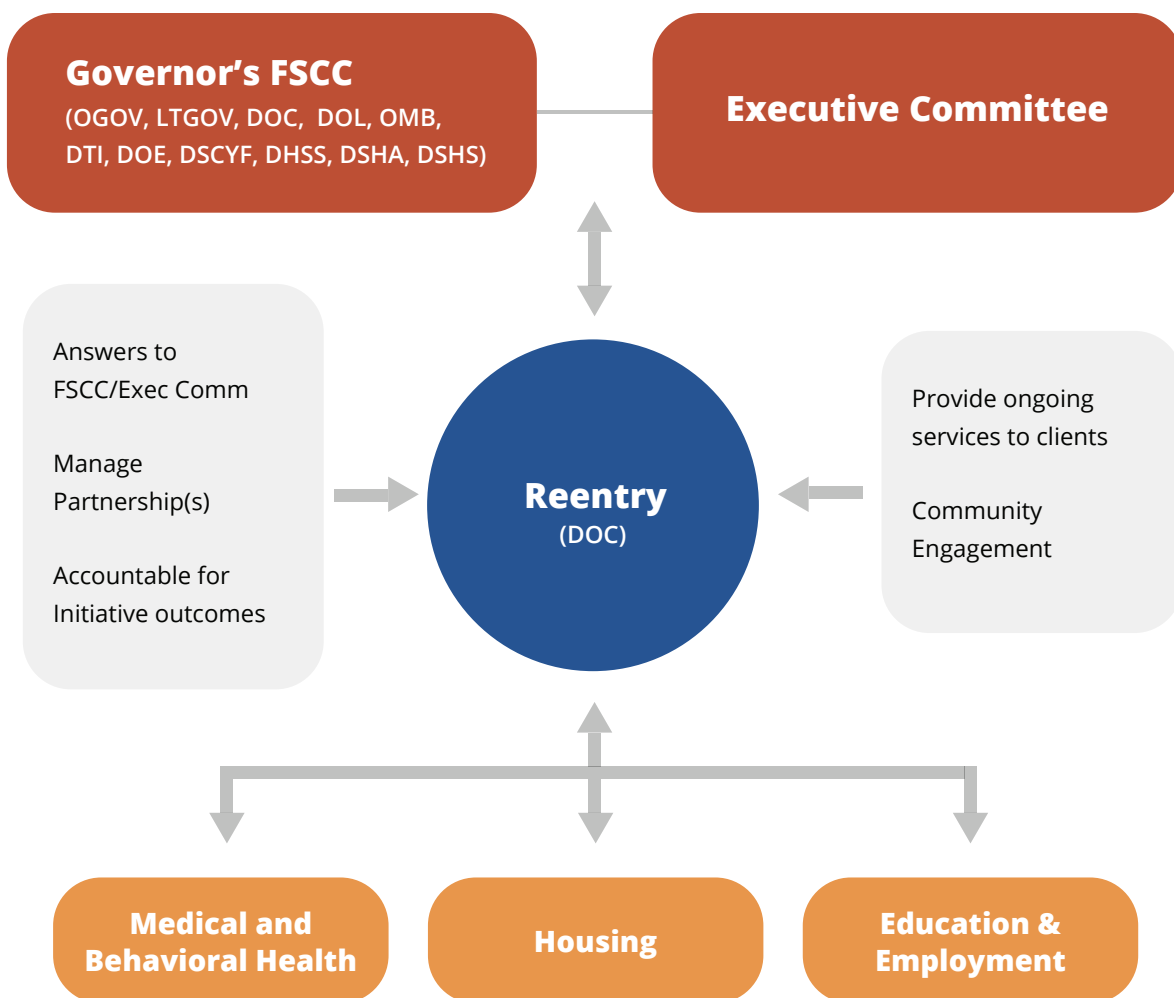 Governor’s FSCC
(OGOV, LTGOV, DOC, DOL, OMB,
DTI, DOE, DSCYF, DHSS, DSHA, DSHS)
Executive Committee
Answers to
FSCC/Exec Comm
Manage
Partnership(s)
Accountable for
Initiative outcomes
Reentry
(DOC)
Provide ongoing
services to clients
Community
Engagement
Medical and
Behavioral Health
Housing
Education &
Employment